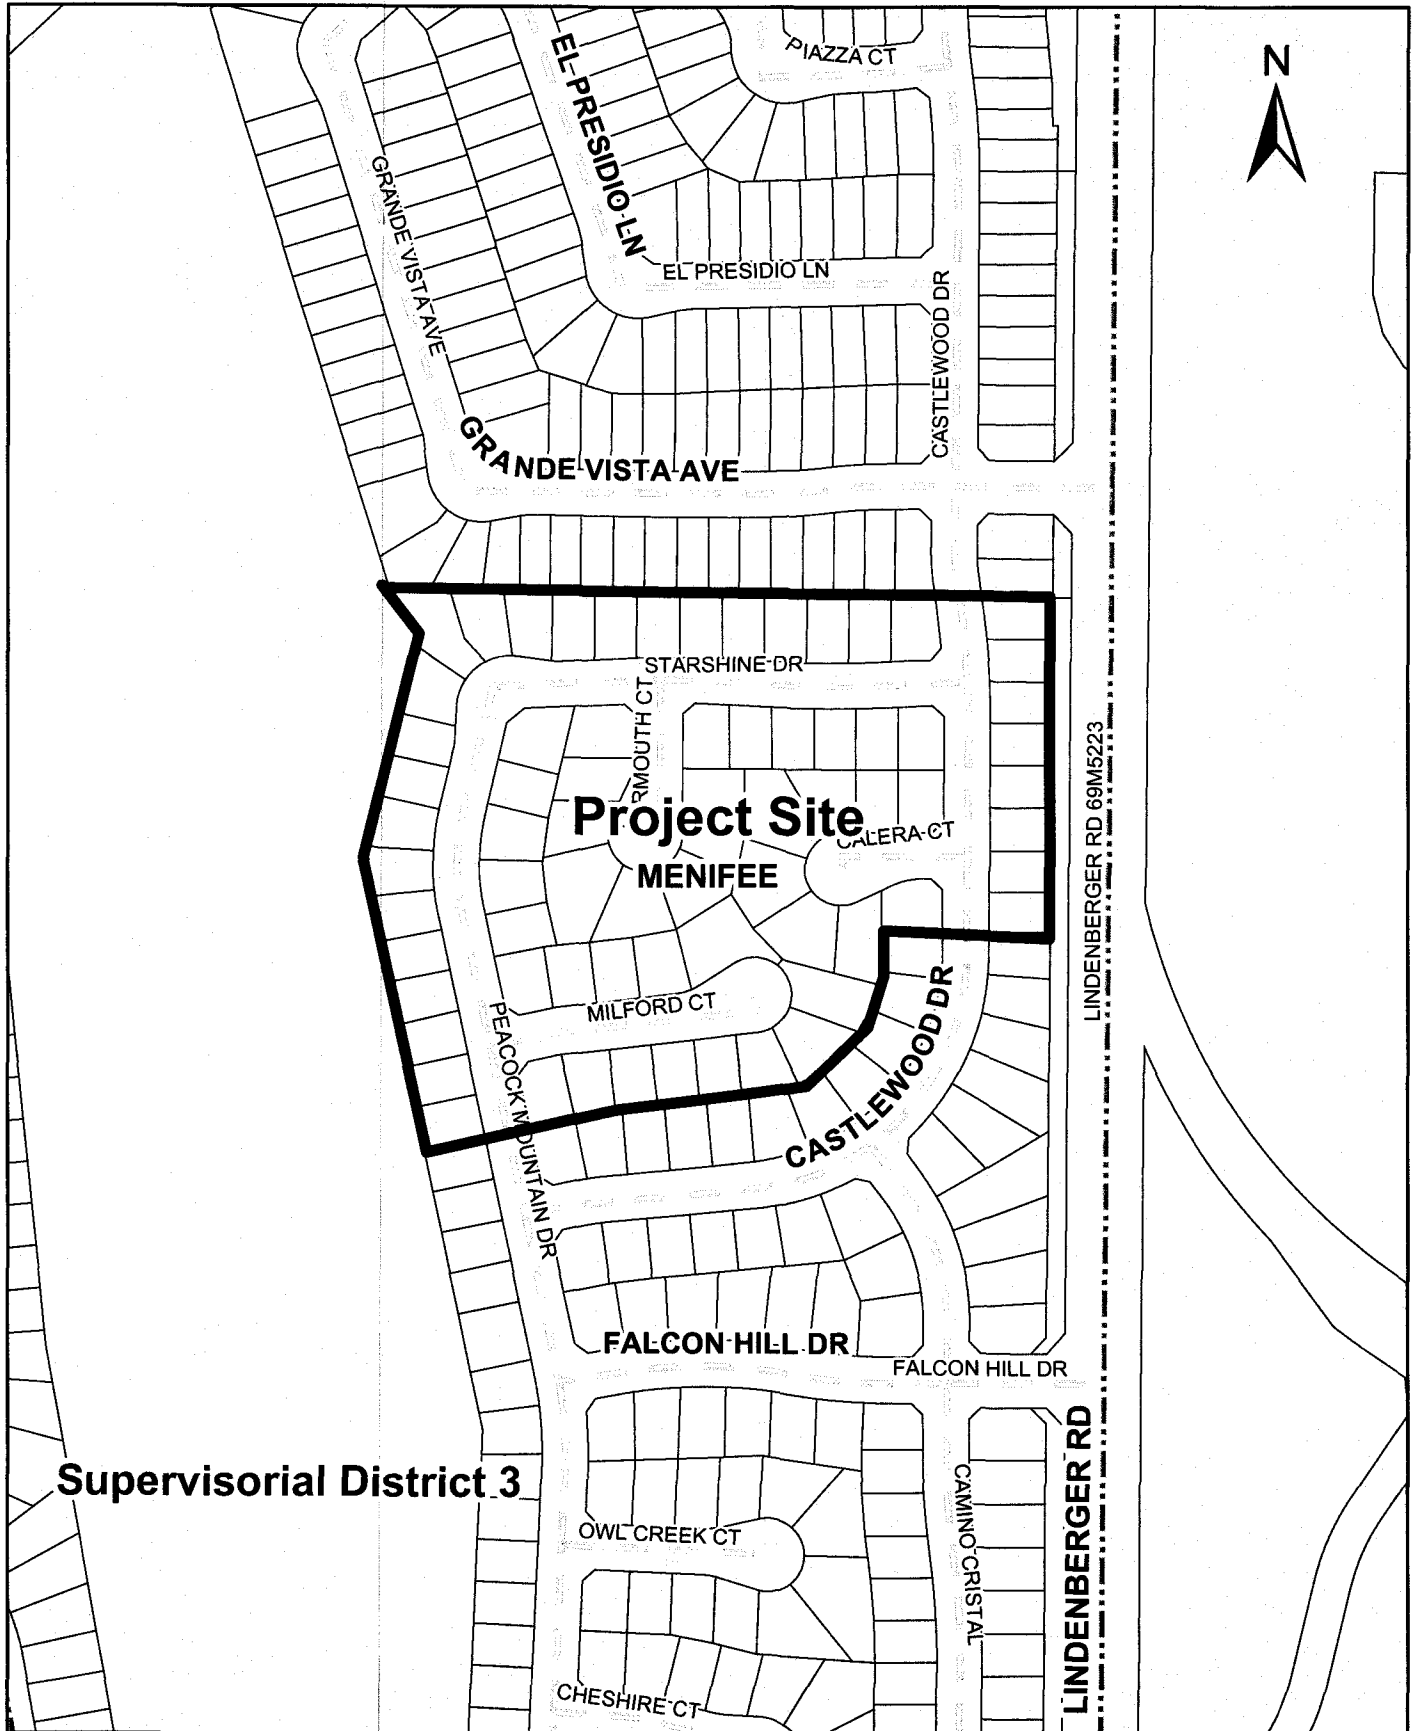 PIAZZA CT
N
EL PRESIDIO LN
GRANDE VISTA AVE
EL PRESIDIO LN
CASTLEWOOD DR
GRANDE VISTA AVE
STARSHINE DR
RMOUTH CT
LINDENBERGER RD 69M5223
Project Site
CALERA CT
MENIFEE
MILFORD CT
CASTLEWOOD DR
PEACOCK MOUNTAIN DR
FALCON HILL DR
FALCON HILL DR
LINDENBERGER RD
Supervisorial District 3
CAMINO CRISTAL
OWL CREEK CT
CHESHIRE CT